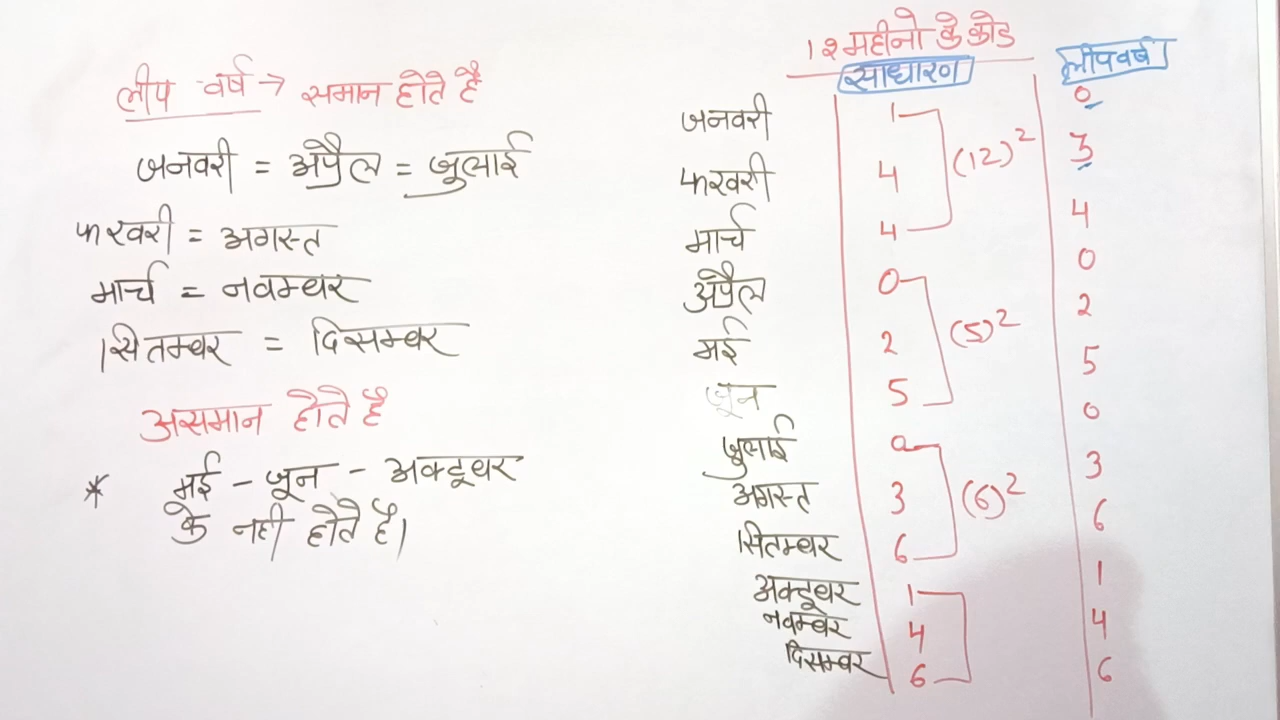 लीप वर्ष → समान होते है
जनवरी = अप्रैल = जुलाई
फरवरी = अगस्त
मार्च = नवम्बर
सितम्बर = दिसम्बर
असमान होते है
* मई - जून - अक्टूबर
के नही होते है।
12 महीनो के कोड
साधारण लीप वर्ष
जनवरी 1 0
फरवरी 4 (12)² 3
मार्च 4 4
अप्रैल 0 0
मई 2 (5)² 2
जून 5 5
जुलाई 0 0
अगस्त 3 (6)² 3
सितम्बर 6 6
अक्टूबर 1 1
नवम्बर 4 4
दिसम्बर 6 6